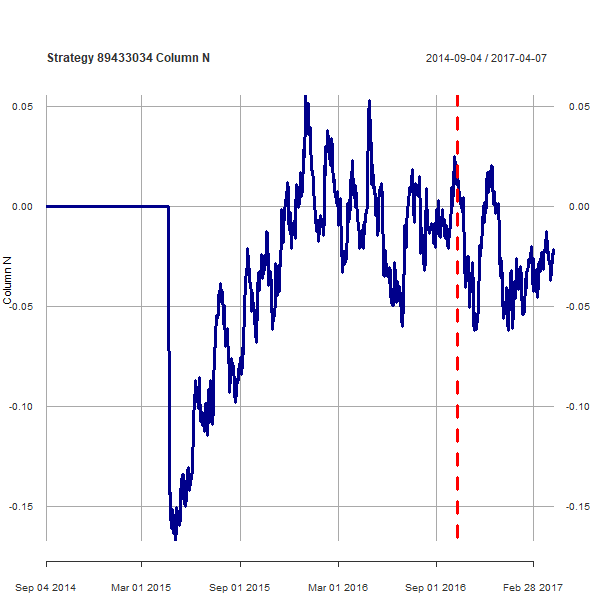 Strategy 89433034 Column N
2014-09-04 / 2017-04-07
0.05
0.05
0.00
0.00
Column N
-0.05
-0.05
-0.10
-0.10
-0.15
-0.15
Sep 04 2014
Mar 01 2015
Sep 01 2015
Mar 01 2016
Sep 01 2016
Feb 28 2017